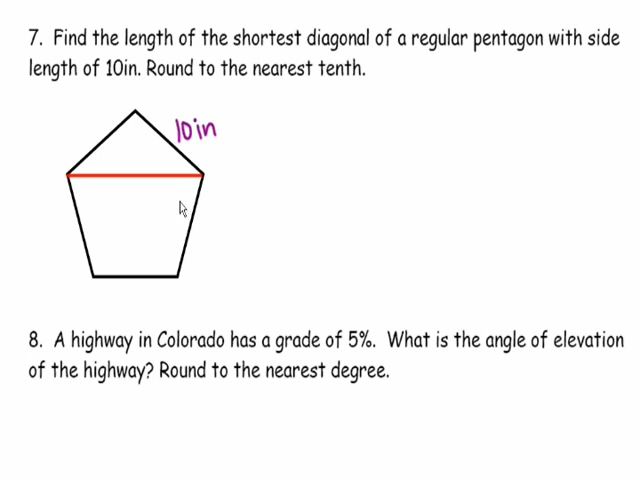 7. Find the length of the shortest diagonal of a regular pentagon with side
length of 10in. Round to the nearest tenth.
10in
8. A highway in Colorado has a grade of 5%. What is the angle of elevation
of the highway? Round to the nearest degree.